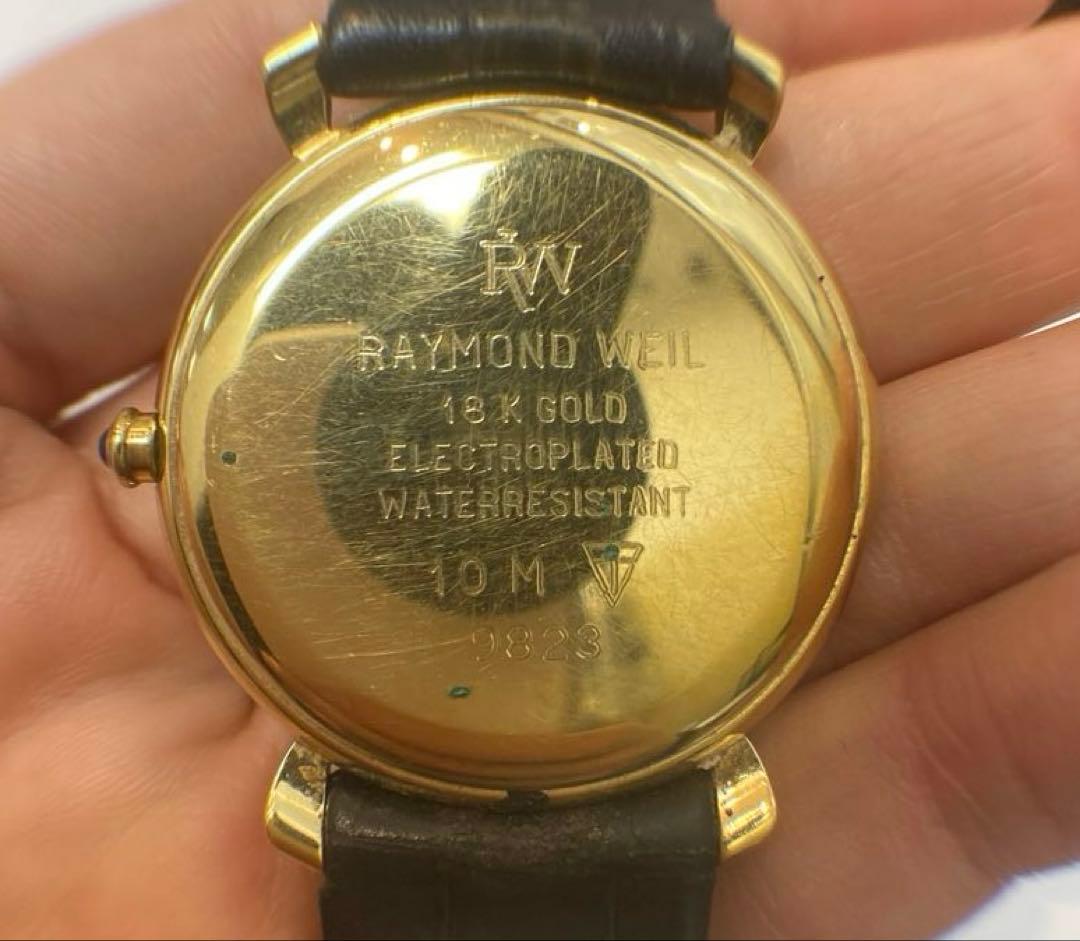 RW
RAYMOND WEIL
18 K GOLD
ELECTROPLATED
WATERRESISTANT
10 M
9823